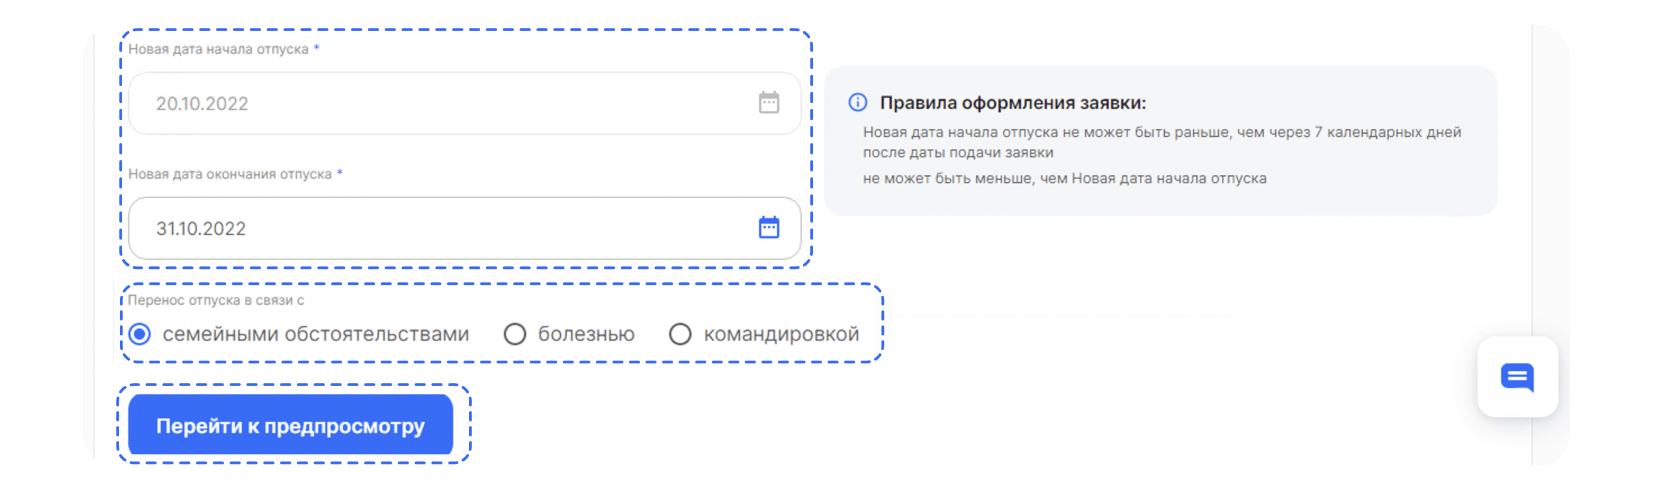 Новая дата начала отпуска *
20.10.2022
Новая дата окончания отпуска *
31.10.2022
Правила оформления заявки:
Новая дата начала отпуска не может быть раньше, чем через 7 календарных дней
после даты подачи заявки
не может быть меньше, чем Новая дата начала отпуска
Перенос отпуска в связи с
семейными обстоятельствами болезнью командировкой
Перейти к предпросмотру